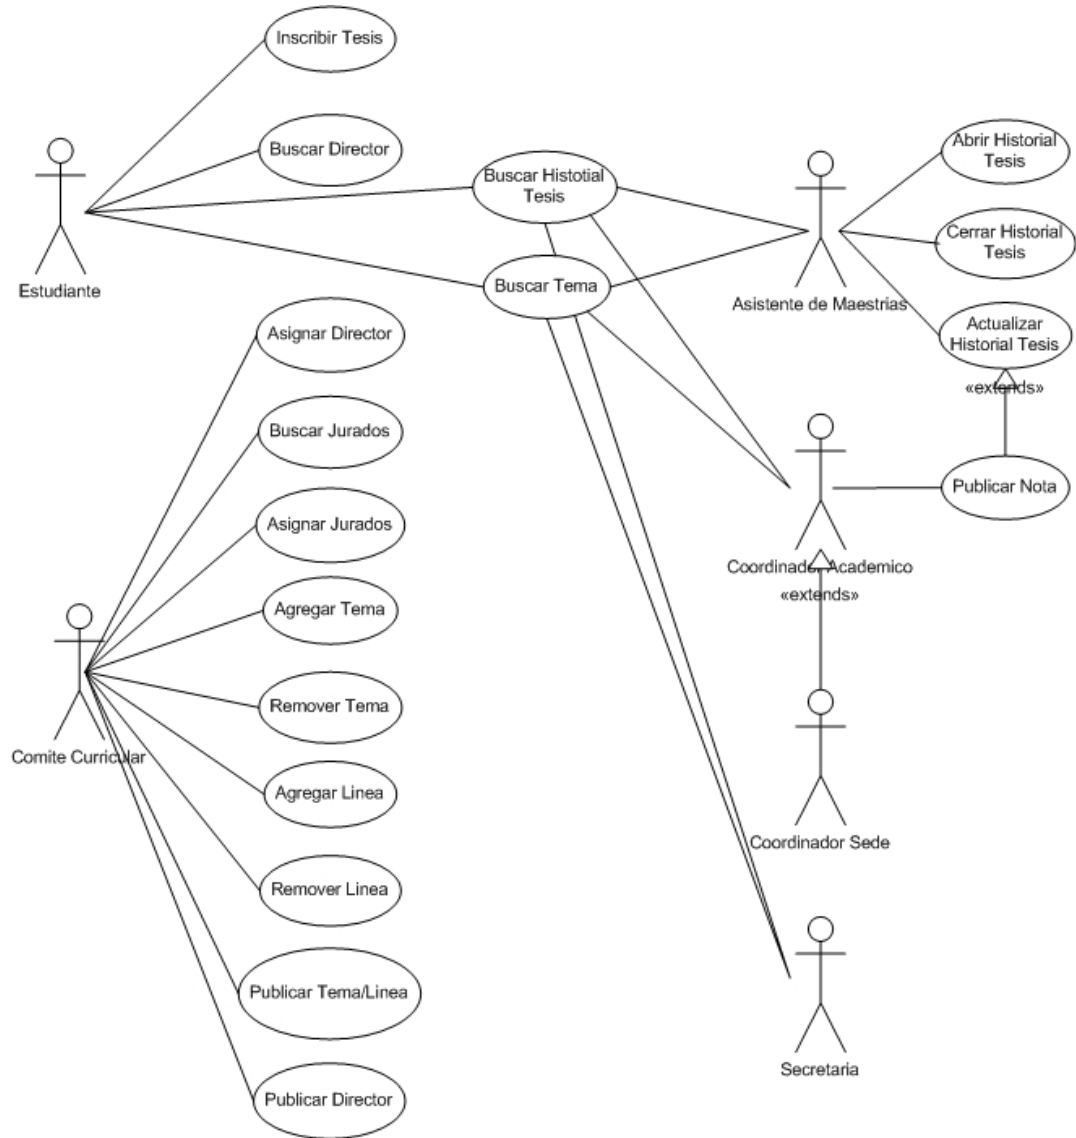 Inscribir Tesis
Buscar Director
Buscar Histotial
Tesis
Abrir Historial
Tesis
Cerrar Historial
Tesis
Estudiante
Buscar Tema
Asistente de Maestrias
Actualizar
Historial Tesis
«extends»
Asignar Director
Buscar Jurados
Publicar Nota
Asignar Jurados
Coordinador Academico
«extends»
Agregar Tema
Remover Tema
Comite Curricular
Agregar Linea
Coordinador Sede
Remover Linea
Publicar Tema/Linea
Secretaria
Publicar Director